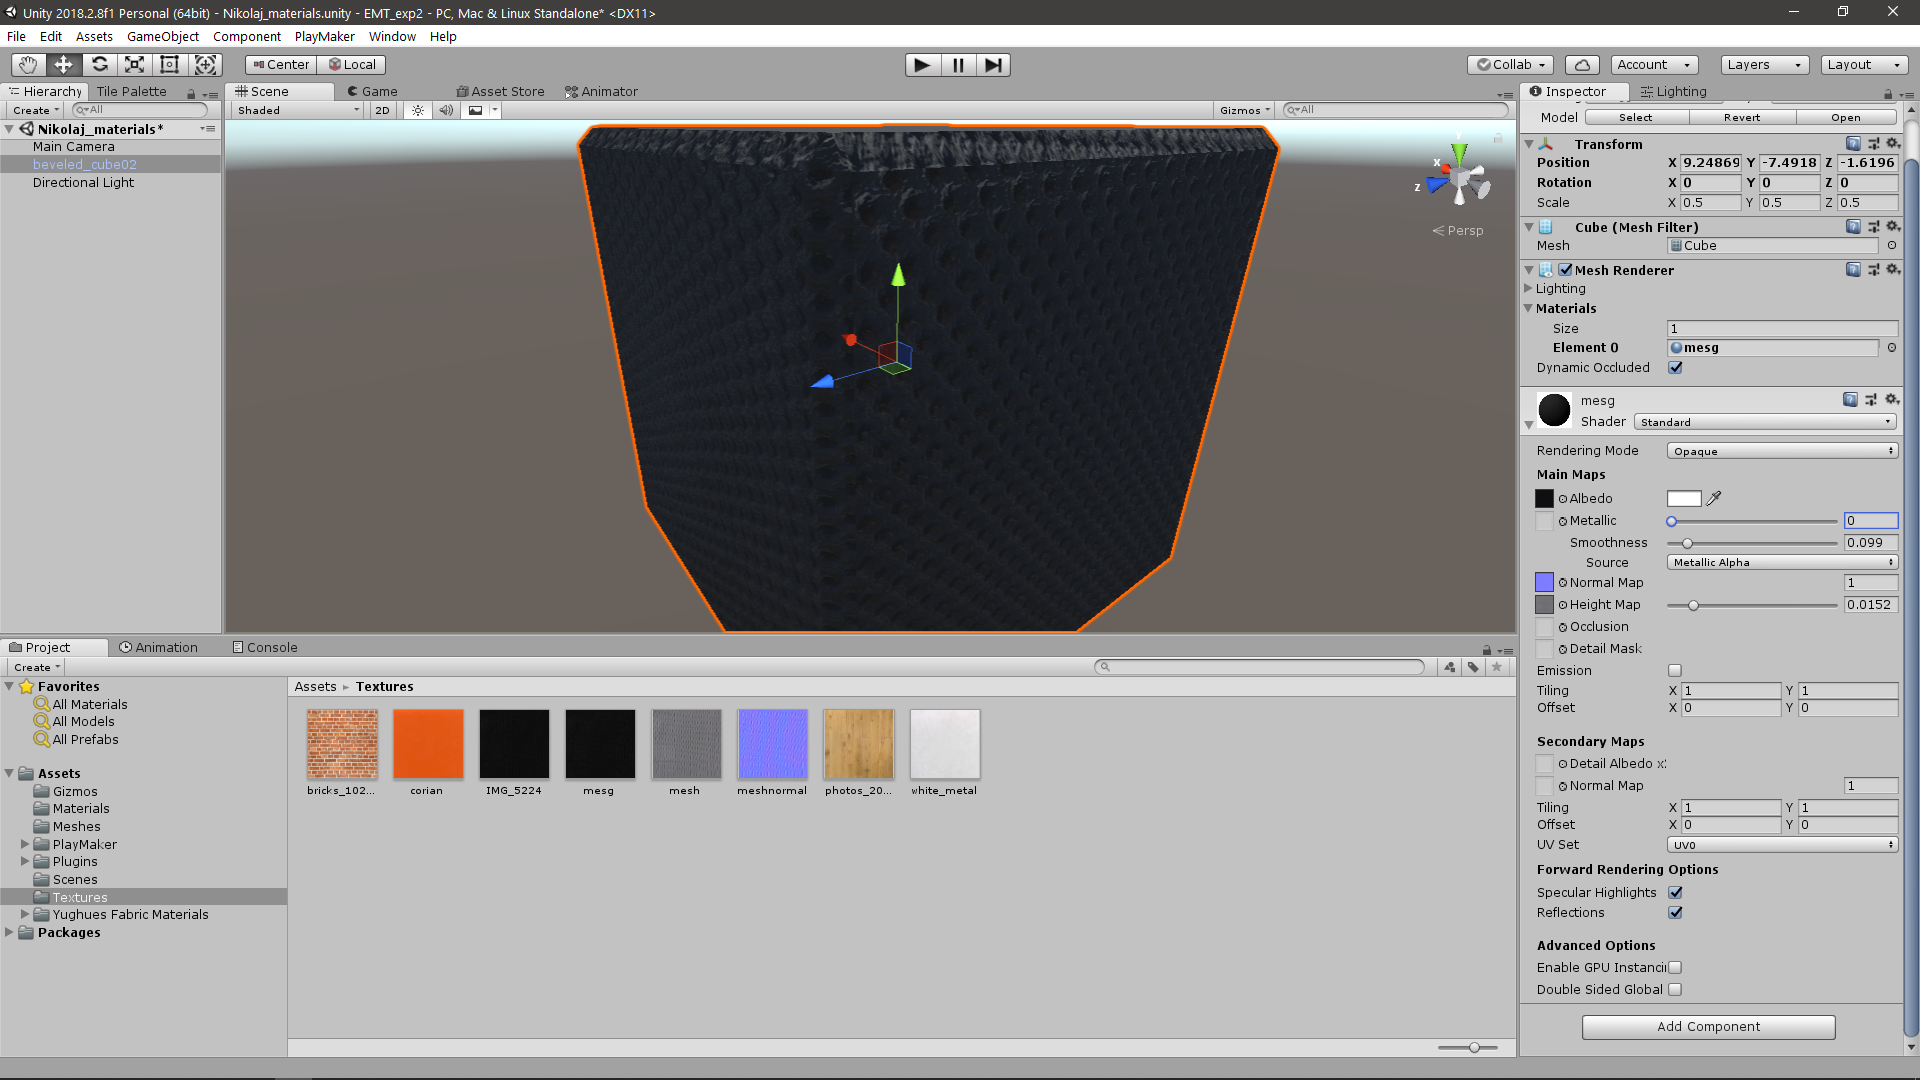 Unity 2018.2.8f1 Personal (64bit) - Nikolaj_materials.unity - EMT_exp2 - PC, Mac & Linux Standalone* <DX11>
File Edit Assets GameObject Component PlayMaker Window Help
Center Local Collab Account Layers Layout
Hierarchy Tile Palette
Create All
Nikolaj_materials*
Main Camera
beveled_cube02
Directional Light
Scene Game Asset Store Animator
Shaded 2D Gizmos All
y
x
z
Persp
Inspector Lighting
Model Select Revert Open
Transform
Position X 9.24869 Y -7.4918 Z -1.6196
Rotation X 0 Y 0 Z 0
Scale X 0.5 Y 0.5 Z 0.5
Cube (Mesh Filter)
Mesh Cube
Mesh Renderer
Lighting
Materials
Size 1
Element 0 mesg
Dynamic Occluded
mesg
Shader Standard
Rendering Mode Opaque
Main Maps
Albedo
Metallic 0
Smoothness 0.099
Source Metallic Alpha
Normal Map 1
Height Map 0.0152
Occlusion
Detail Mask
Emission
Tiling X 1 Y 1
Offset X 0 Y 0
Secondary Maps
Detail Albedo x
Normal Map 1
Tiling X 1 Y 1
Offset X 0 Y 0
UV Set UV0
Forward Rendering Options
Specular Highlights
Reflections
Advanced Options
Enable GPU Instanci
Double Sided Global
Add Component
Project Animation Console
Create
Favorites
All Materials
All Models
All Prefabs
Assets
Gizmos
Materials
Meshes
PlayMaker
Plugins
Scenes
Textures
Yughues Fabric Materials
Packages
Assets Textures
bricks_102... corian IMG_5224 mesg mesh meshnormal photos_20... white_metal